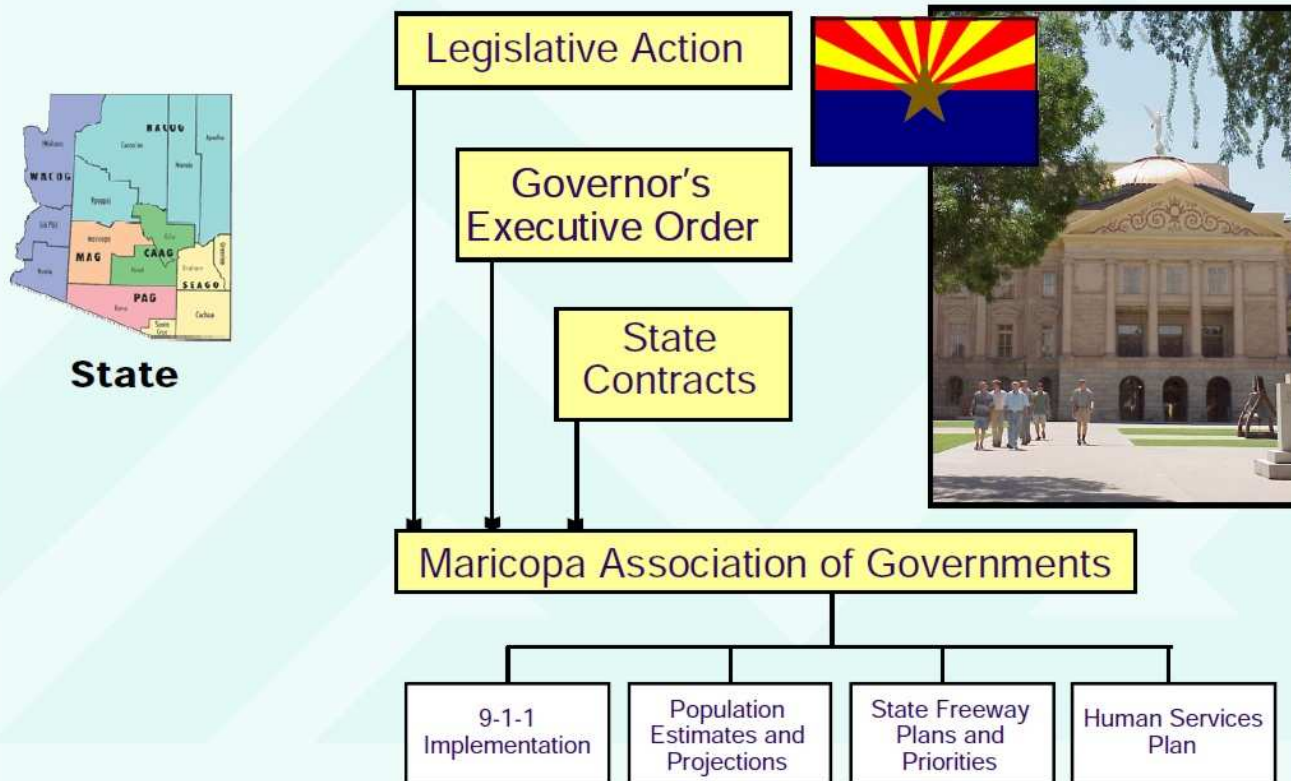 Legislative Action
Governor's
Executive Order
State
Contracts
NACOG
WACOG
MAG
CAAG
SEAGO
PAG
Cochise
State
Maricopa Association of Governments
9-1-1
Implementation
Population
Estimates and
Projections
State Freeway
Plans and
Priorities
Human Services
Plan